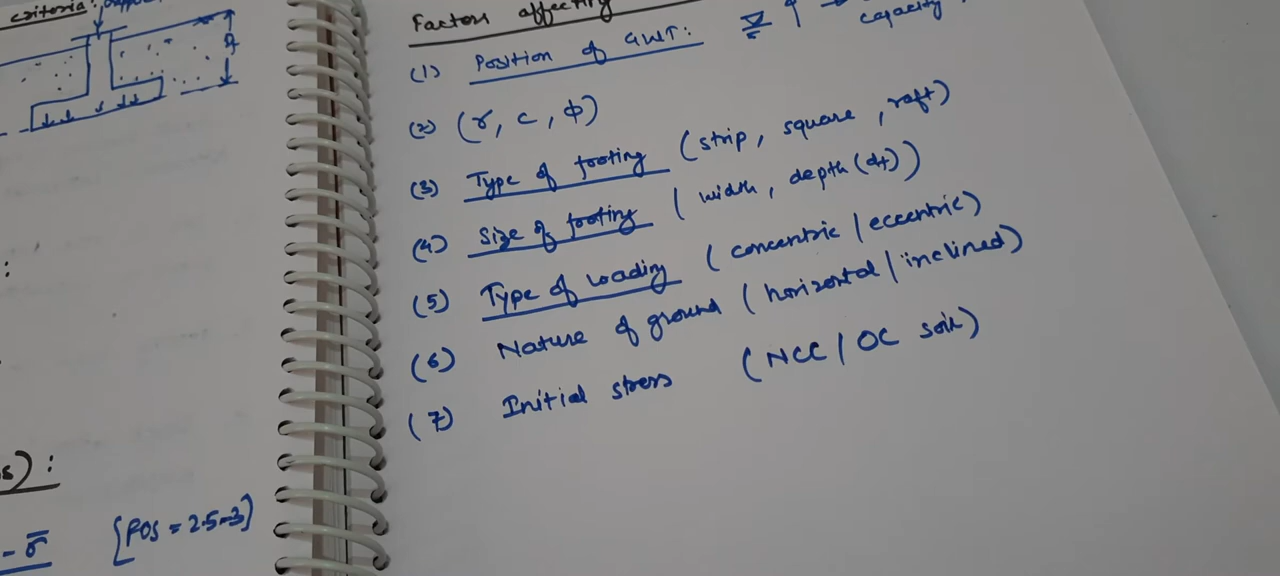 criteria:
:
s):
- σ̄ [FOS = 2.5-3]
Factors affecting
capacity
(1) Position of GWT:
(2) (γ, c, φ)
(3) Type of footing (strip, square, raft)
(4) Size of footing (width, depth(df))
(5) Type of loading (concentric / eccentric)
(6) Nature of ground (horizontal / inclined)
(7) Initial stress (NCC / OC soil)